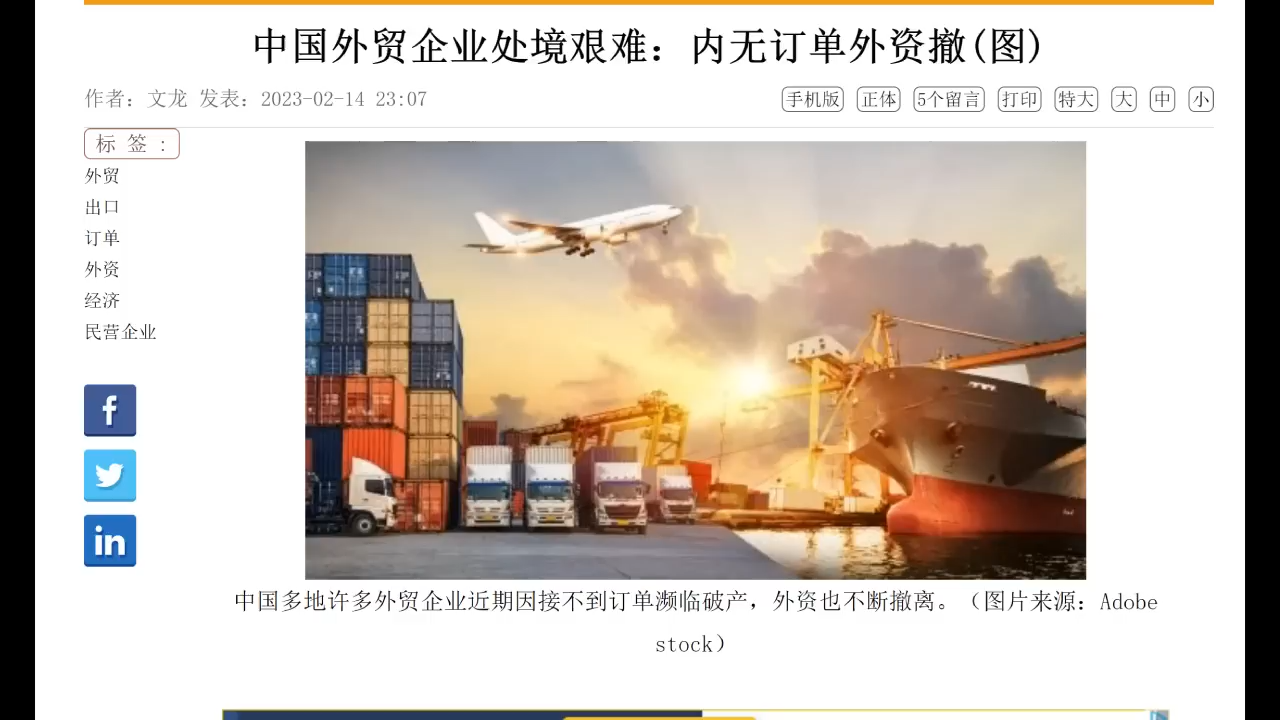 中国外贸企业处境艰难：内无订单外资撤(图)
作者：文龙 发表：2023-02-14 23:07
手机版 正体 5个留言 打印 特大 大 中 小
标 签 ：
外贸
出口
订单
外资
经济
民营企业
f
in
中国多地许多外贸企业近期因接不到订单濒临破产，外资也不断撤离。（图片来源：Adobe
stock）